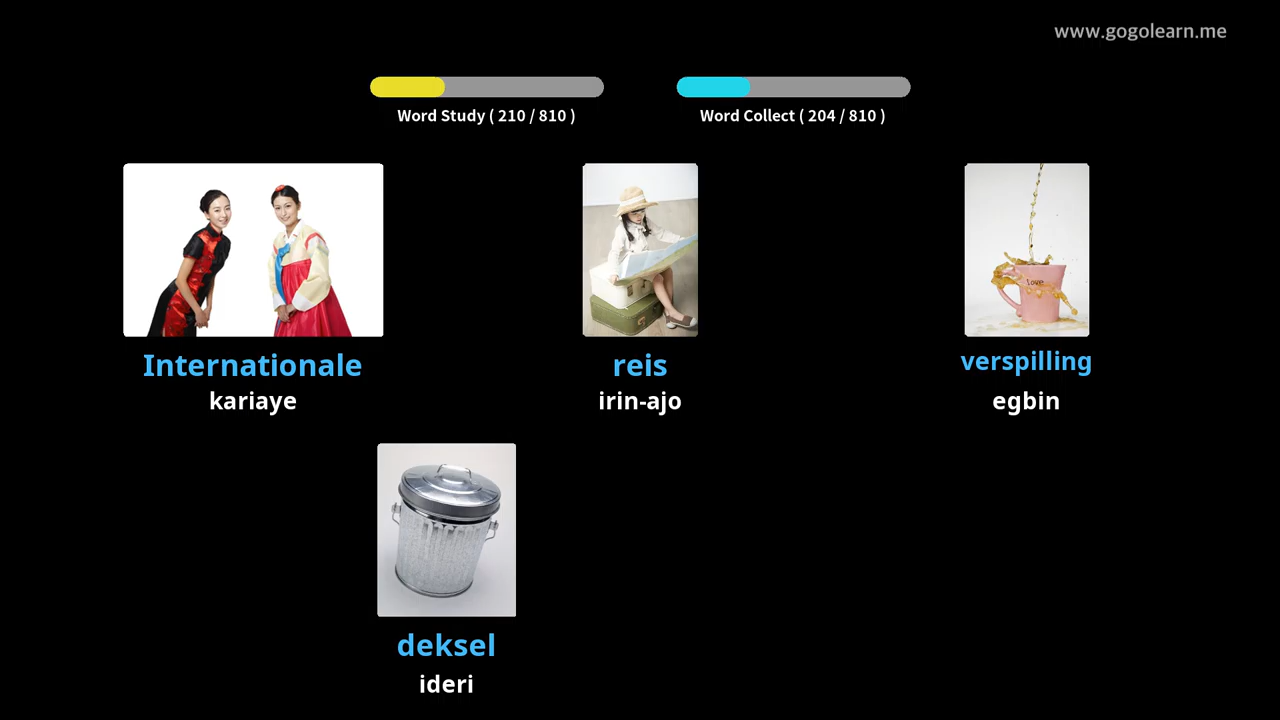 www.gogolearn.me
Word Study ( 210 / 810 )
Word Collect ( 204 / 810 )
love
Internationale
kariaye
reis
irin-ajo
verspilling
egbin
deksel
ideri